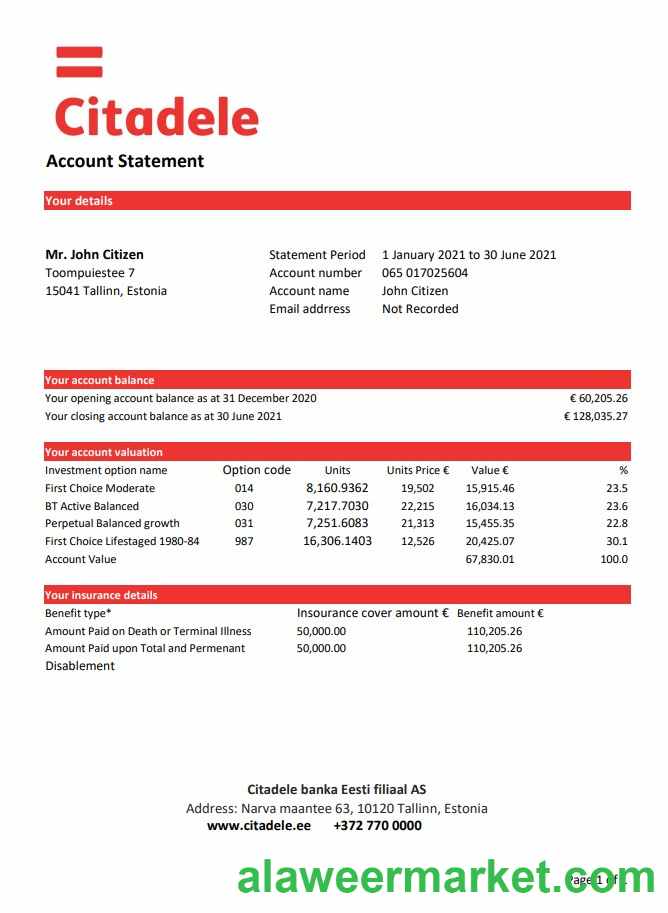 Citadele
Account Statement
Your details
Mr. John Citizen Statement Period 1 January 2021 to 30 June 2021
Toompuiestee 7 Account number 065 017025604
15041 Tallinn, Estonia Account name John Citizen
Email adrress Not Recorded
Your account balance
Your opening account balance as at 31 December 2020 € 60,205.26
Your closing account balance as at 30 June 2021 € 128,035.27
Your account valuation
Investment option name Option code Units Units Price € Value € %
First Choice Moderate 014 8,160.9362 19,502 15,915.46 23.5
BT Active Balanced 030 7,217.7030 22,215 16,034.13 23.6
Perpetual Balanced growth 031 7,251.6083 21,313 15,455.35 22.8
First Choice Lifestaged 1980-84 987 16,306.1403 12,526 20,425.07 30.1
Account Value 67,830.01 100.0
Your insurance details
Benefit type* Insourance cover amount € Benefit amount €
Amount Paid on Death or Terminal Illness 50,000.00 110,205.26
Amount Paid upon Total and Permenant 50,000.00 110,205.26
Disablement
Citadele banka Eesti filiaal AS
Address: Narva maantee 63, 10120 Tallinn, Estonia
www.citadele.ee +372 770 0000
alaweermarket.com
Page 1 of